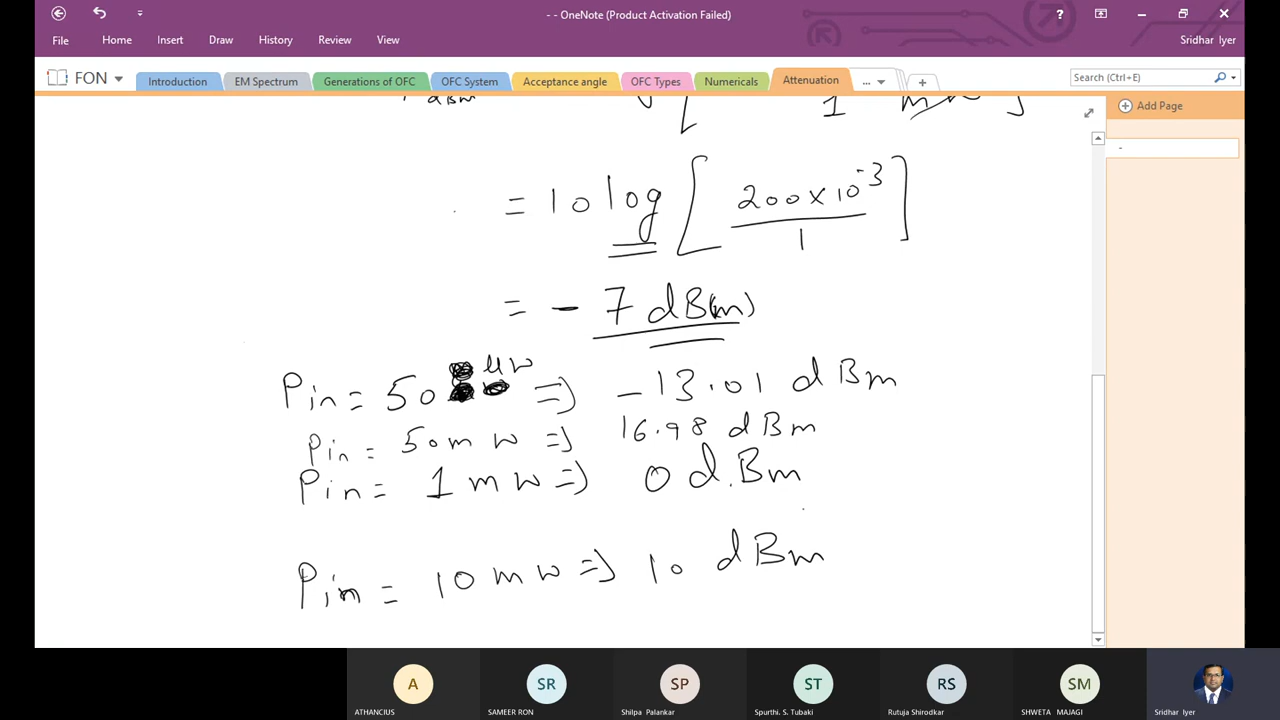 - - OneNote (Product Activation Failed)
File Home Insert Draw History Review View
Sridhar Iyer
FON
Introduction EM Spectrum Generations of OFC OFC System Acceptance angle OFC Types Numericals Attenuation ...
Search (Ctrl+E)
Add Page
-
dBm 1 mw
= 10 log [ 200 x 10^-3 / 1 ]
= - 7 dB(m)
Pin = 50 μw => -13.01 dBm
Pin = 50 m w => 16.98 dBm
Pin = 1 m w => 0 d.Bm
Pin = 10 m w => 10 dBm
A SR SP ST RS SM
ATHANCIUS SAMEER RON Shilpa Palankar Spurthi. S. Tubaki Rutuja Shirodkar SHWETA MAJAGI Sridhar Iyer